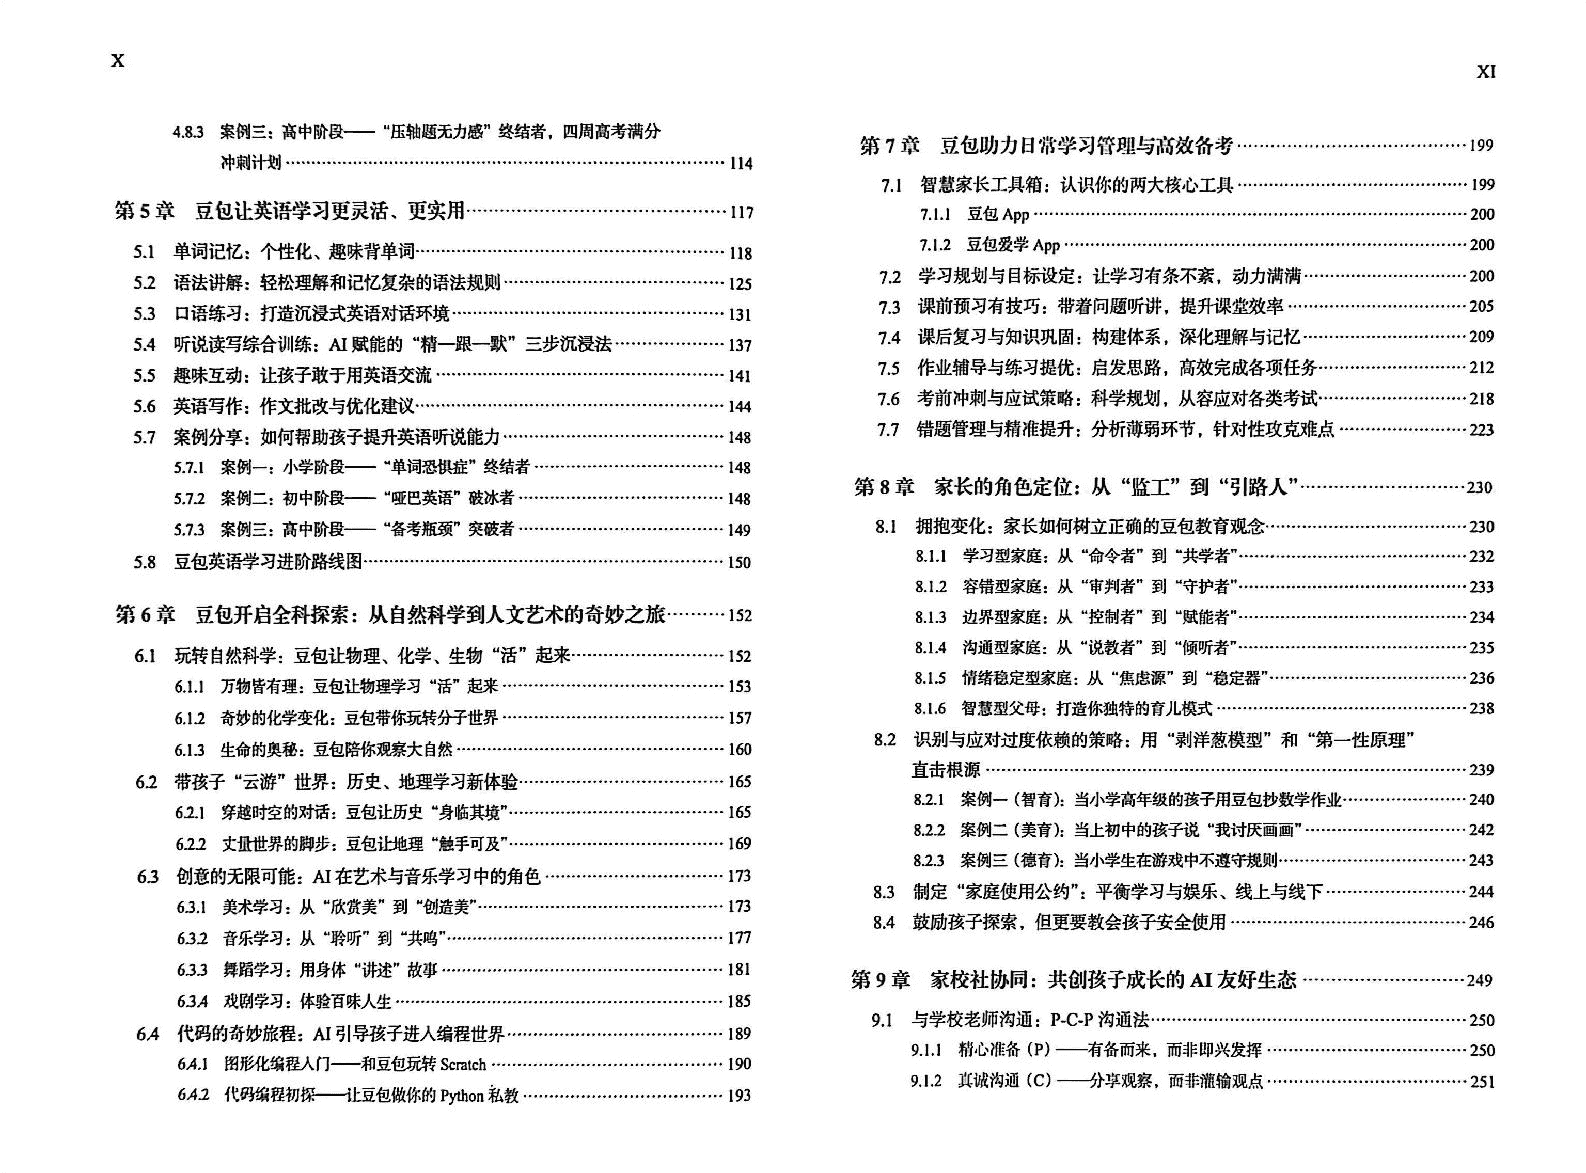 X
4.8.3 案例三：高中阶段——“压轴题无力感”终结者，四周高考满分
冲刺计划 114
第5章 豆包让英语学习更灵活、更实用 117
5.1 单词记忆：个性化、趣味背单词 118
5.2 语法讲解：轻松理解和记忆复杂的语法规则 125
5.3 口语练习：打造沉浸式英语对话环境 131
5.4 听说读写综合训练：AI赋能的“精—跟—默”三步沉浸法 137
5.5 趣味互动：让孩子敢于用英语交流 141
5.6 英语写作：作文批改与优化建议 144
5.7 案例分享：如何帮助孩子提升英语听说能力 148
5.7.1 案例一：小学阶段——“单词恐惧症”终结者 148
5.7.2 案例二：初中阶段——“哑巴英语”破冰者 148
5.7.3 案例三：高中阶段——“备考瓶颈”突破者 149
5.8 豆包英语学习进阶路线图 150
第6章 豆包开启全科探索：从自然科学到人文艺术的奇妙之旅 152
6.1 玩转自然科学：豆包让物理、化学、生物“活”起来 152
6.1.1 万物皆有理：豆包让物理学习“活”起来 153
6.1.2 奇妙的化学变化：豆包带你玩转分子世界 157
6.1.3 生命的奥秘：豆包陪你观察大自然 160
6.2 带孩子“云游”世界：历史、地理学习新体验 165
6.2.1 穿越时空的对话：豆包让历史“身临其境” 165
6.2.2 丈量世界的脚步：豆包让地理“触手可及” 169
6.3 创意的无限可能：AI在艺术与音乐学习中的角色 173
6.3.1 美术学习：从“欣赏美”到“创造美” 173
6.3.2 音乐学习：从“聆听”到“共鸣” 177
6.3.3 舞蹈学习：用身体“讲述”故事 181
6.3.4 戏剧学习：体验百味人生 185
6.4 代码的奇妙旅程：AI引导孩子进入编程世界 189
6.4.1 图形化编程入门——和豆包玩转Scratch 190
6.4.2 代码编程初探——让豆包做你的Python私教 193
XI
第7章 豆包助力日常学习管理与高效备考 199
7.1 智慧家长工具箱：认识你的两大核心工具 199
7.1.1 豆包App 200
7.1.2 豆包爱学App 200
7.2 学习规划与目标设定：让学习有条不紊，动力满满 200
7.3 课前预习有技巧：带着问题听讲，提升课堂效率 205
7.4 课后复习与知识巩固：构建体系，深化理解与记忆 209
7.5 作业辅导与练习提优：启发思路，高效完成各项任务 212
7.6 考前冲刺与应试策略：科学规划，从容应对各类考试 218
7.7 错题管理与精准提升：分析薄弱环节，针对性攻克难点 223
第8章 家长的角色定位：从“监工”到“引路人” 230
8.1 拥抱变化：家长如何树立正确的豆包教育观念 230
8.1.1 学习型家庭：从“命令者”到“共学者” 232
8.1.2 容错型家庭：从“审判者”到“守护者” 233
8.1.3 边界型家庭：从“控制者”到“赋能者” 234
8.1.4 沟通型家庭：从“说教者”到“倾听者” 235
8.1.5 情绪稳定型家庭：从“焦虑源”到“稳定器” 236
8.1.6 智慧型父母：打造你独特的育儿模式 238
8.2 识别与应对过度依赖的策略：用“剥洋葱模型”和“第一性原理”
直击根源 239
8.2.1 案例一（智育）：当小学高年级的孩子用豆包抄数学作业 240
8.2.2 案例二（美育）：当上初中的孩子说“我讨厌画画” 242
8.2.3 案例三（德育）：当小学生在游戏中不遵守规则 243
8.3 制定“家庭使用公约”：平衡学习与娱乐、线上与线下 244
8.4 鼓励孩子探索，但更要教会孩子安全使用 246
第9章 家校社协同：共创孩子成长的AI友好生态 249
9.1 与学校老师沟通：P-C-P沟通法 250
9.1.1 精心准备（P）——有备而来，而非即兴发挥 250
9.1.2 真诚沟通（C）——分享观察，而非灌输观点 251